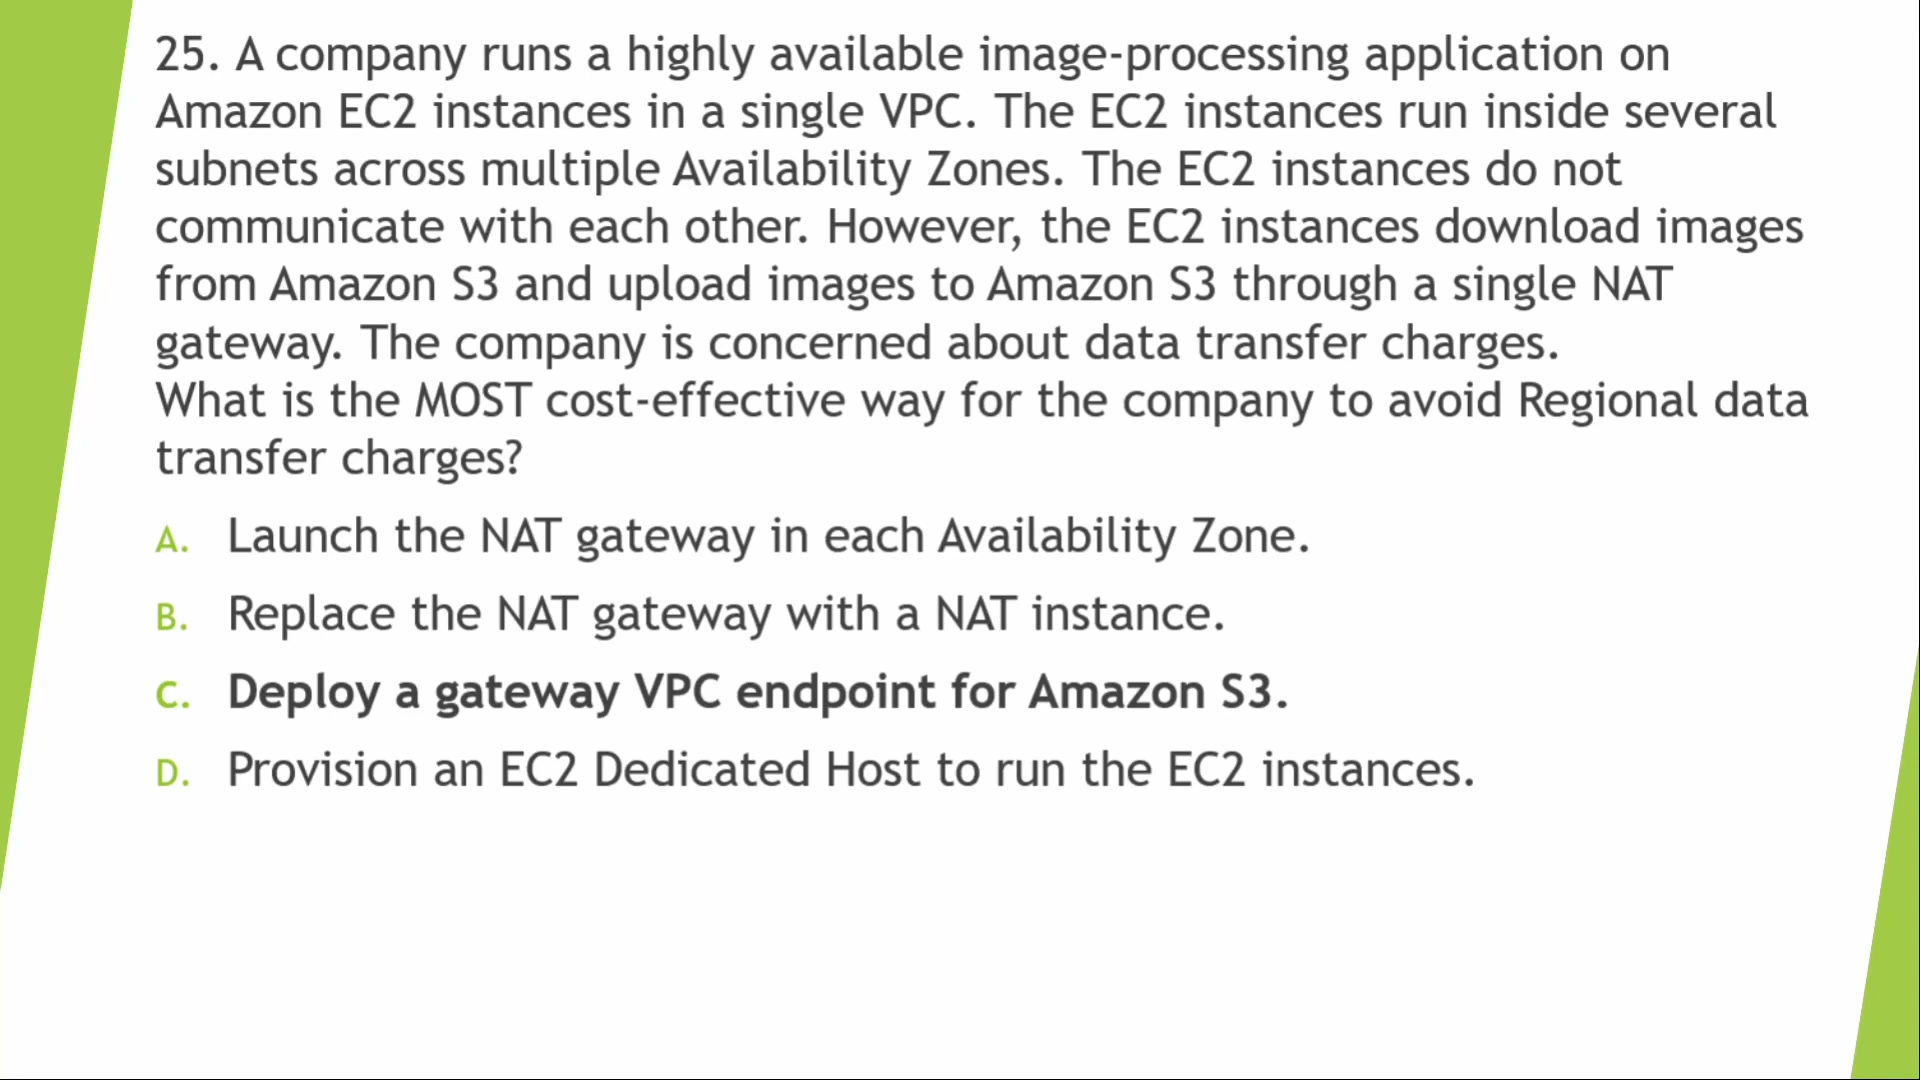 25. A company runs a highly available image-processing application on
Amazon EC2 instances in a single VPC. The EC2 instances run inside several
subnets across multiple Availability Zones. The EC2 instances do not
communicate with each other. However, the EC2 instances download images
from Amazon S3 and upload images to Amazon S3 through a single NAT
gateway. The company is concerned about data transfer charges.
What is the MOST cost-effective way for the company to avoid Regional data
transfer charges?
A. Launch the NAT gateway in each Availability Zone.
B. Replace the NAT gateway with a NAT instance.
C. Deploy a gateway VPC endpoint for Amazon S3.
D. Provision an EC2 Dedicated Host to run the EC2 instances.